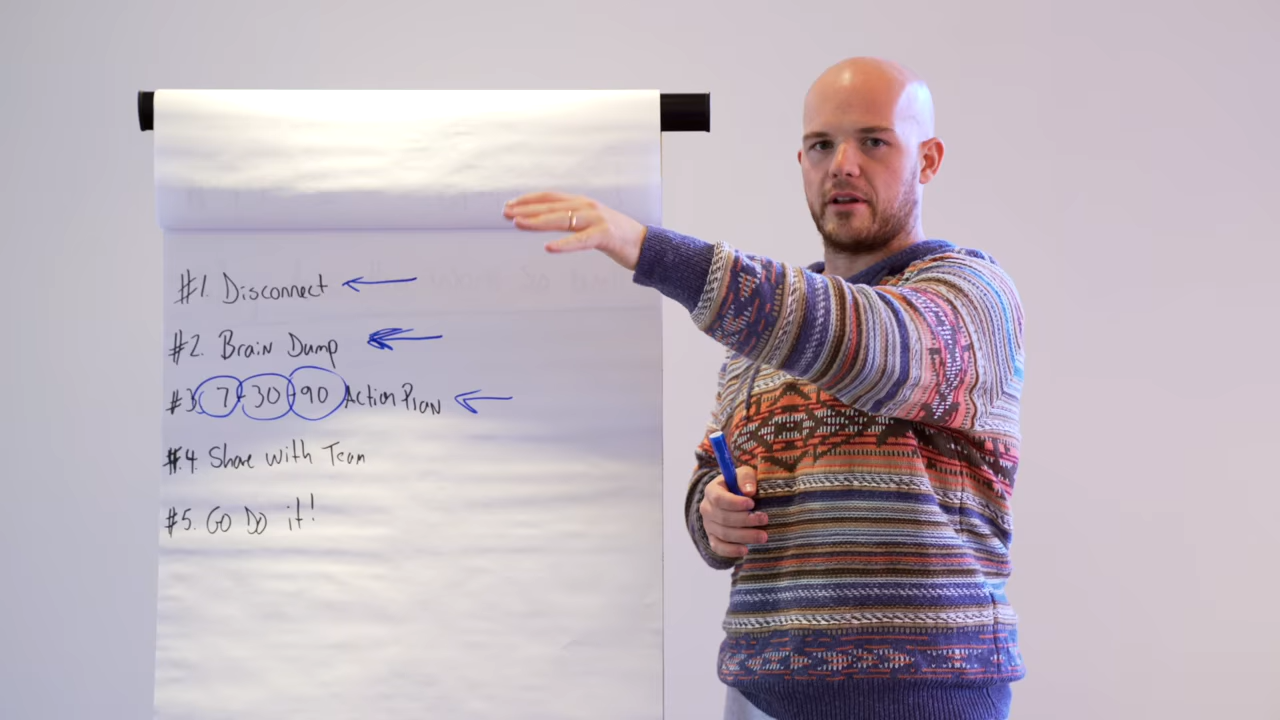 #1. Disconnect
#2. Brain Dump
#3. 7-30-90 Action Plan
#4. Share with Team
#5. Go Do it!